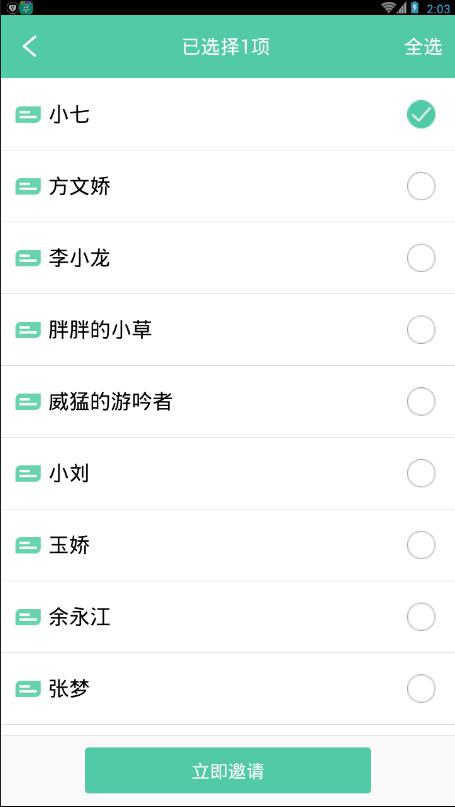 2:03
已选择1项
全选
小七
方文娇
李小龙
胖胖的小草
威猛的游吟者
小刘
玉娇
余永江
张梦
立即邀请